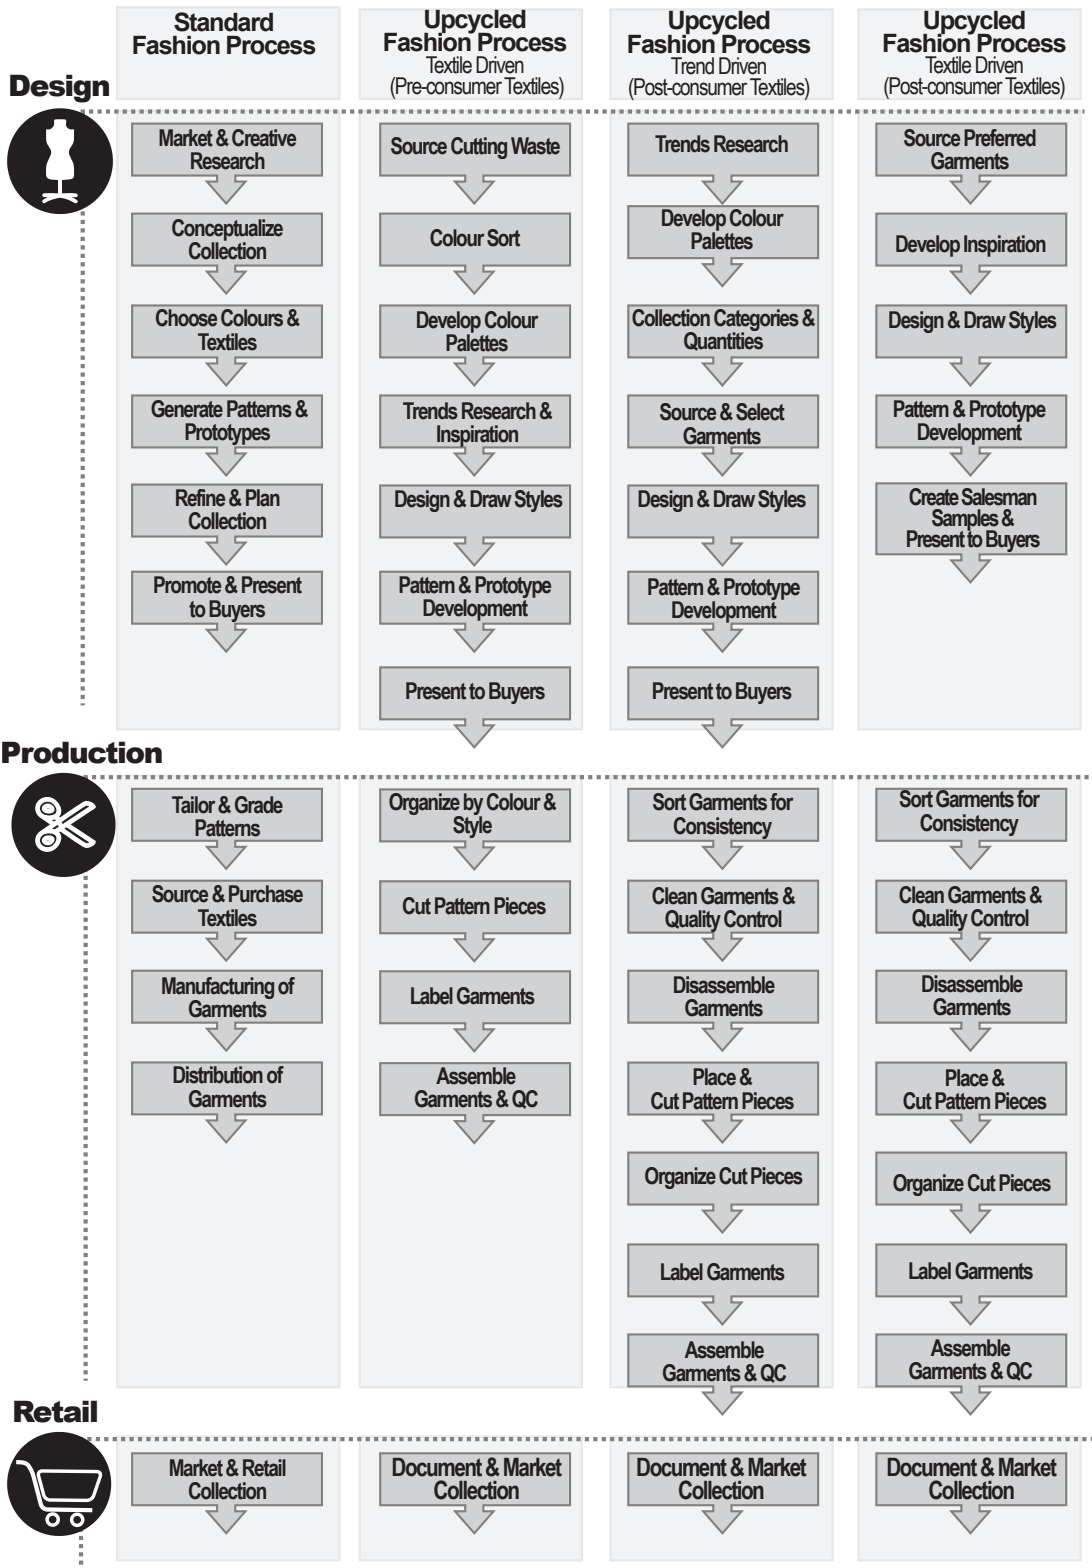 Standard
Fashion Process
Upcycled
Fashion Process
Textile Driven
(Pre-consumer Textiles)
Upcycled
Fashion Process
Trend Driven
(Post-consumer Textiles)
Upcycled
Fashion Process
Textile Driven
(Post-consumer Textiles)
Design
Market & Creative
Research
Conceptualize
Collection
Choose Colours &
Textiles
Generate Patterns &
Prototypes
Refine & Plan
Collection
Promote & Present
to Buyers
Source Cutting Waste
Colour Sort
Develop Colour
Palettes
Trends Research &
Inspiration
Design & Draw Styles
Pattern & Prototype
Development
Present to Buyers
Trends Research
Develop Colour
Palettes
Collection Categories &
Quantities
Source & Select
Garments
Design & Draw Styles
Pattern & Prototype
Development
Present to Buyers
Source Preferred
Garments
Develop Inspiration
Design & Draw Styles
Pattern & Prototype
Development
Create Salesman
Samples &
Present to Buyers
Production
Tailor & Grade
Patterns
Source & Purchase
Textiles
Manufacturing of
Garments
Distribution of
Garments
Organize by Colour &
Style
Cut Pattern Pieces
Label Garments
Assemble
Garments & QC
Sort Garments for
Consistency
Clean Garments &
Quality Control
Disassemble
Garments
Place &
Cut Pattern Pieces
Organize Cut Pieces
Label Garments
Assemble
Garments & QC
Sort Garments for
Consistency
Clean Garments &
Quality Control
Disassemble
Garments
Place &
Cut Pattern Pieces
Organize Cut Pieces
Label Garments
Assemble
Garments & QC
Retail
Market & Retail
Collection
Document & Market
Collection
Document & Market
Collection
Document & Market
Collection